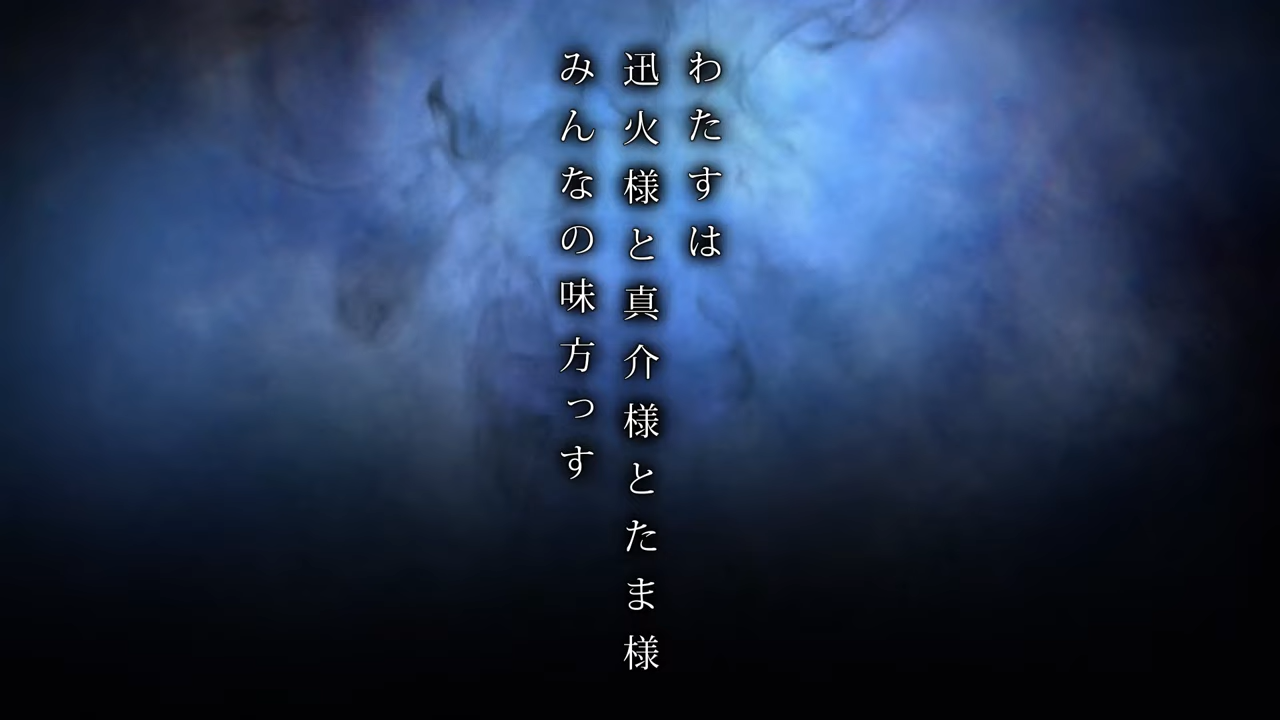 わたすは
迅火様と真介様とたま様
みんなの味方っす